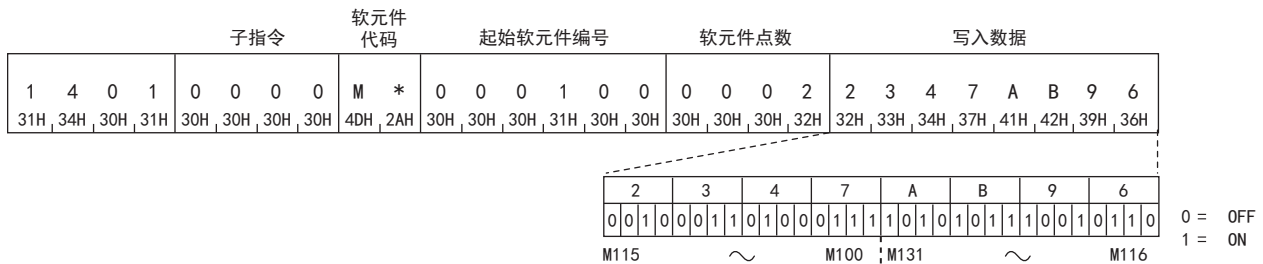 子指令 软元件代码 起始软元件编号 软元件点数 写入数据
1 4 0 1 0 0 0 0 M * 0 0 0 1 0 0 0 0 0 2 2 3 4 7 A B 9 6
31H 34H 30H 31H 30H 30H 30H 30H 4DH 2AH 30H 30H 30H 31H 30H 30H 30H 30H 30H 32H 32H 33H 34H 37H 41H 42H 39H 36H
2 3 4 7 A B 9 6
0 0 1 0 0 0 1 1 0 1 0 0 0 1 1 1 1 0 1 0 1 0 1 1 1 0 0 1 0 1 1 0
0 = OFF
1 = ON
M115 ~ M100 M131 ~ M116